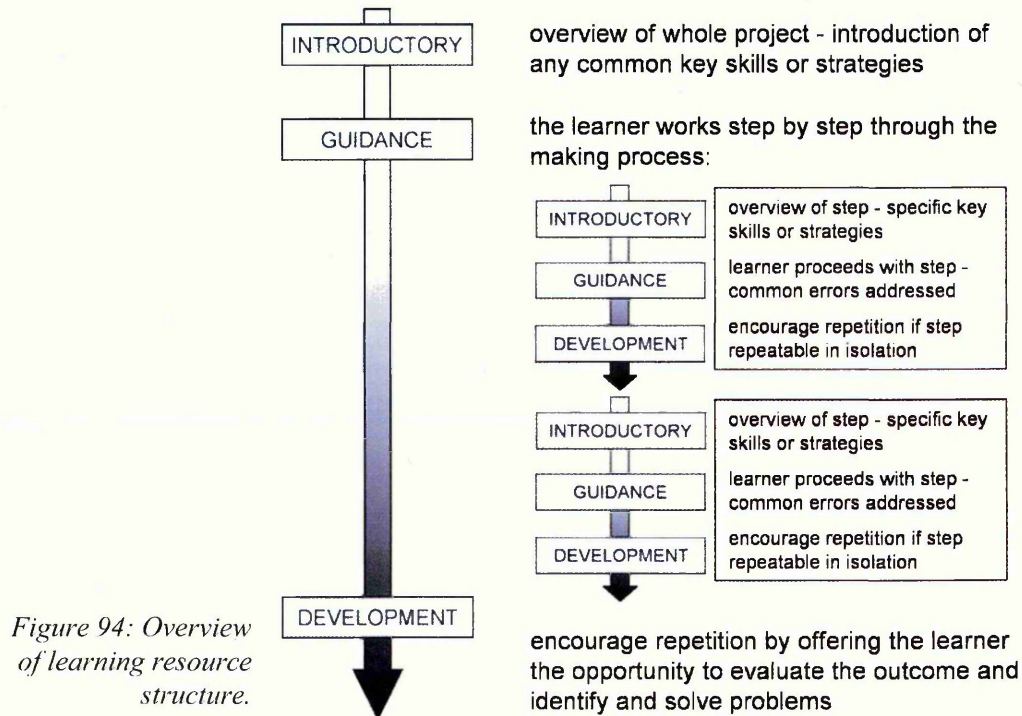 INTRODUCTORY
overview of whole project - introduction of
any common key skills or strategies
GUIDANCE
the learner works step by step through the
making process:
INTRODUCTORY
overview of step - specific key
skills or strategies
GUIDANCE
learner proceeds with step -
common errors addressed
DEVELOPMENT
encourage repetition if step
repeatable in isolation
INTRODUCTORY
overview of step - specific key
skills or strategies
GUIDANCE
learner proceeds with step -
common errors addressed
DEVELOPMENT
encourage repetition if step
repeatable in isolation
DEVELOPMENT
encourage repetition by offering the learner
the opportunity to evaluate the outcome and
identify and solve problems
Figure 94: Overview
of learning resource
structure.